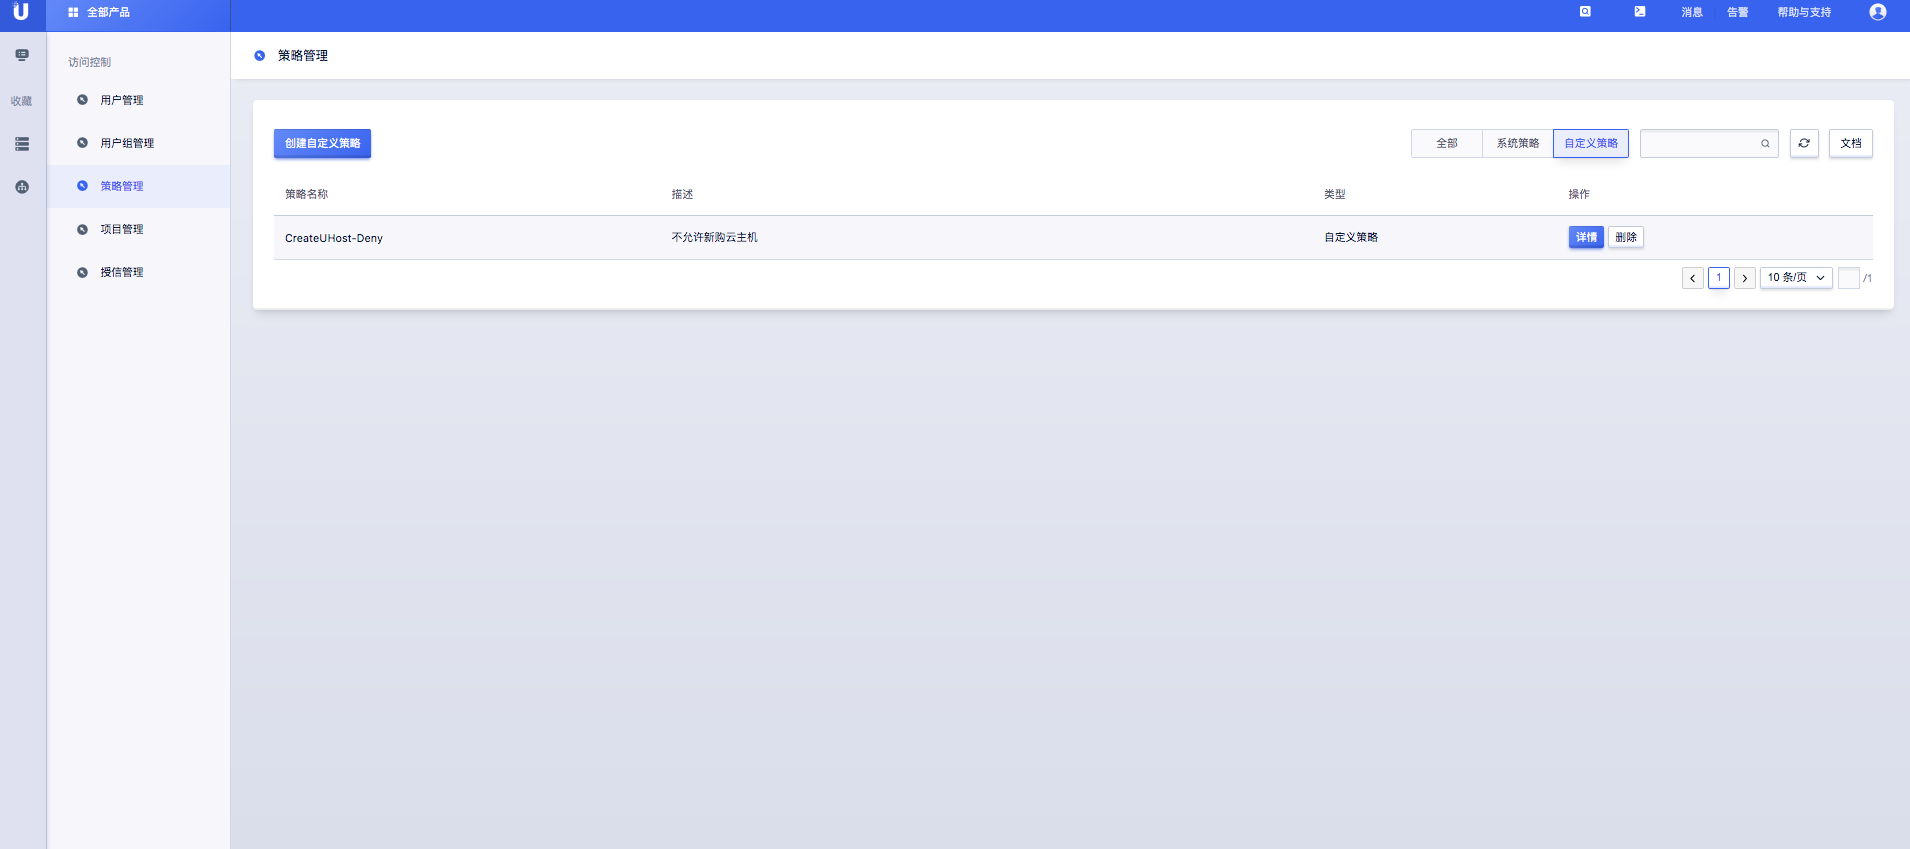 U 全部产品 消息 告警 帮助与支持
收藏
访问控制
用户管理
用户组管理
策略管理
项目管理
授信管理
策略管理
创建自定义策略 全部 系统策略 自定义策略 文档
策略名称 描述 类型 操作
CreateUHost-Deny 不允许新购云主机 自定义策略 详情 删除
1 10 条/页 /1